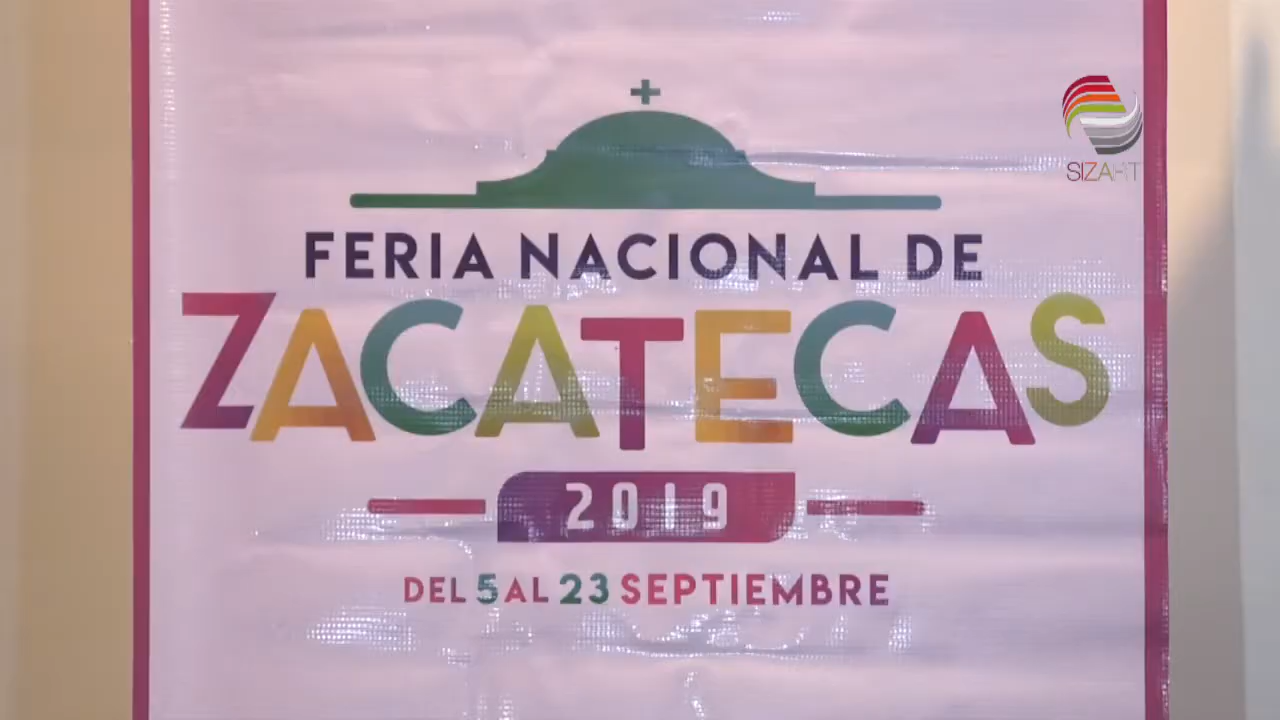 SIZART
FERIA NACIONAL DE
ZACATECAS
2019
DEL 5 AL 23 SEPTIEMBRE